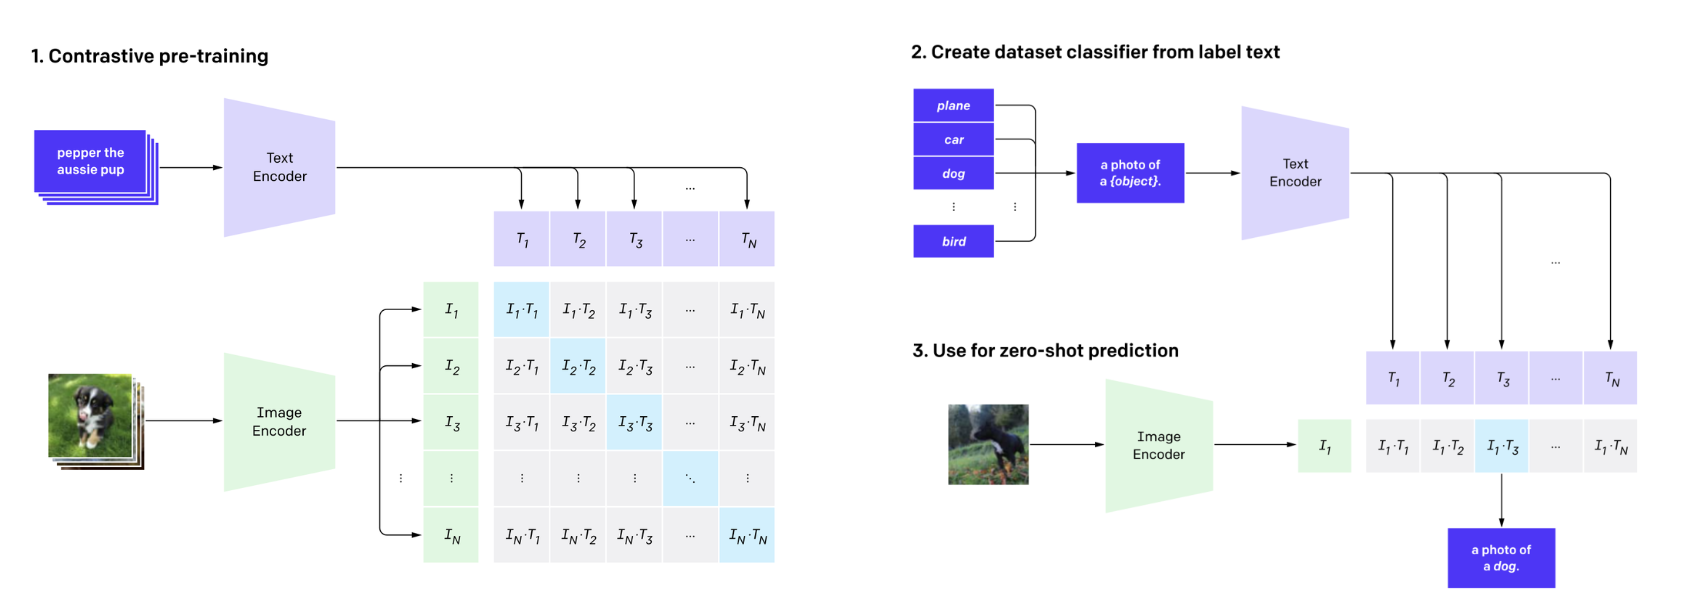 1. Contrastive pre-training
pepper the
aussie pup
Text
Encoder
...
T1 T2 T3 ... TN
Image
Encoder
I1 I1·T1 I1·T2 I1·T3 ... I1·TN
I2 I2·T1 I2·T2 I2·T3 ... I2·TN
I3 I3·T1 I3·T2 I3·T3 ... I3·TN
⋮ ⋮ ⋮ ⋮ ⋮ ⋱ ⋮
IN IN·T1 IN·T2 IN·T3 ... IN·TN
2. Create dataset classifier from label text
plane
car
dog
⋮ ⋮
bird
a photo of
a {object}.
Text
Encoder
...
3. Use for zero-shot prediction
T1 T2 T3 ... TN
Image
Encoder
I1 I1·T1 I1·T2 I1·T3 ... I1·TN
a photo of
a dog.